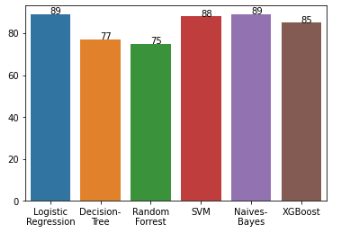 89
77
75
88
89
85
80
60
40
20
0
Logistic
Regression
Decision-
Tree
Random
Forrest
SVM
Naives-
Bayes
XGBoost